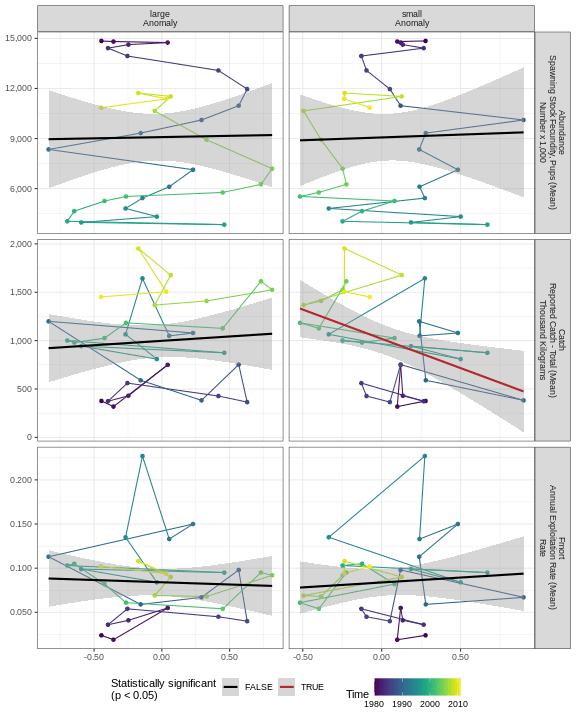 large
Anomaly
small
Anomaly
15,000
12,000
9,000
6,000
Abundance
Spawning Stock Fecundity, Pups (Mean)
Number x 1,000
2,000
1,500
1,000
500
0
Catch
Reported Catch - Total (Mean)
Thousand Kilograms
0.200
0.150
0.100
0.050
Fmort
Annual Exploitation Rate (Mean)
Rate
-0.50
0.00
0.50
-0.50
0.00
0.50
Statistically significant
(p < 0.05)
FALSE
TRUE
Time
1980
1990
2000
2010